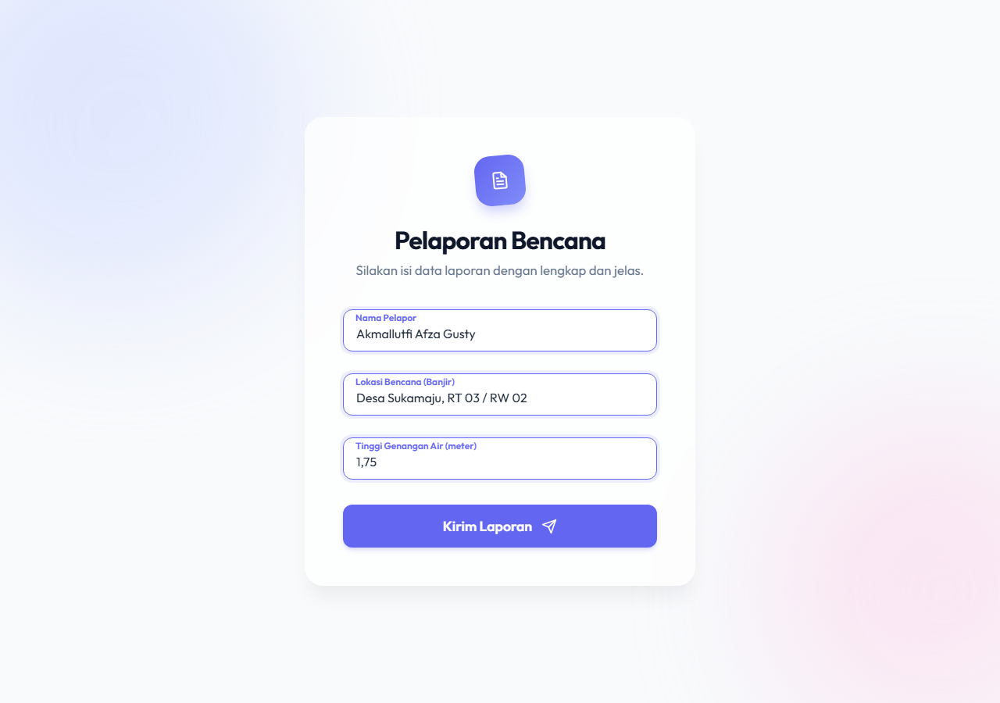 Pelaporan Bencana
Silakan isi data laporan dengan lengkap dan jelas.
Nama Pelapor
Akmallutfi Afza Gusty
Lokasi Bencana (Banjir)
Desa Sukamaju, RT 03 / RW 02
Tinggi Genangan Air (meter)
1,75
Kirim Laporan